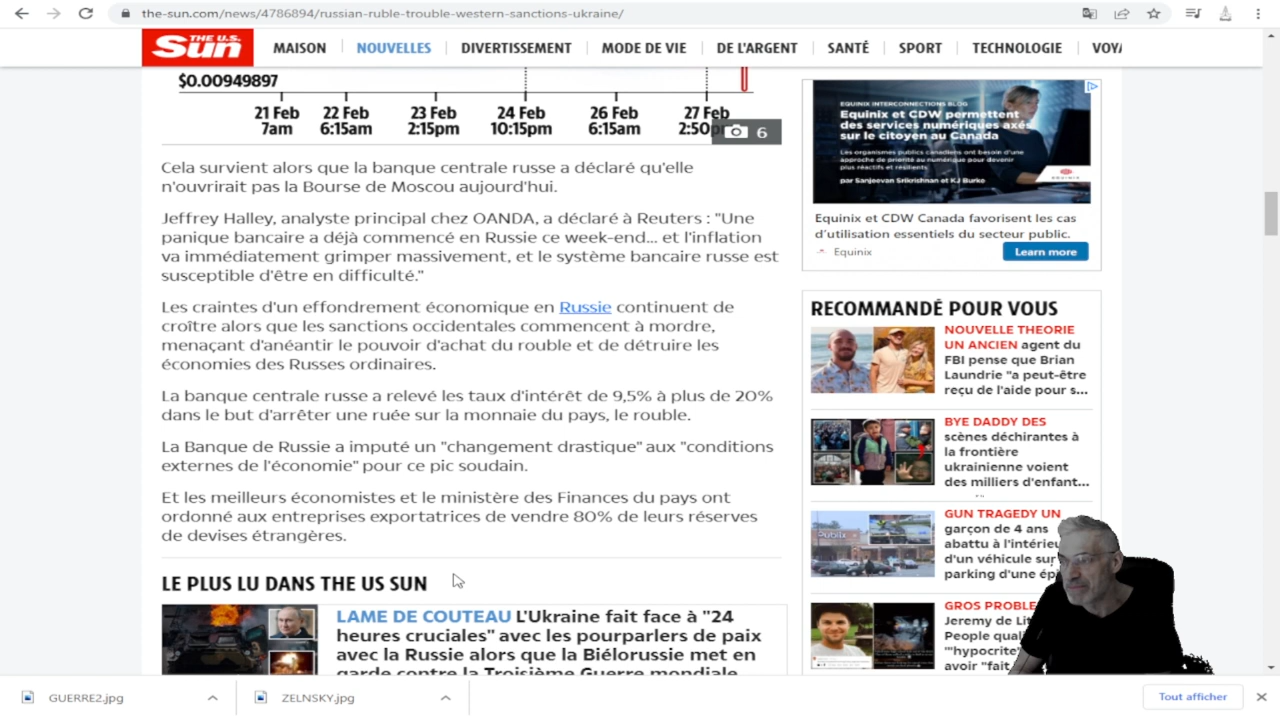 the-sun.com/news/4786894/russian-ruble-trouble-western-sanctions-ukraine/
THE U.S. Sun
MAISON NOUVELLES DIVERTISSEMENT MODE DE VIE DE L'ARGENT SANTÉ SPORT TECHNOLOGIE VOYA
$0.00949897
21 Feb 22 Feb 23 Feb 24 Feb 26 Feb 27 Feb
7am 6:15am 2:15pm 10:15pm 6:15am 2:50p
6
Cela survient alors que la banque centrale russe a déclaré qu'elle
n'ouvrirait pas la Bourse de Moscou aujourd'hui.
Jeffrey Halley, analyste principal chez OANDA, a déclaré à Reuters : "Une
panique bancaire a déjà commencé en Russie ce week-end... et l'inflation
va immédiatement grimper massivement, et le système bancaire russe est
susceptible d'être en difficulté."
Les craintes d'un effondrement économique en Russie continuent de
croître alors que les sanctions occidentales commencent à mordre,
menaçant d'anéantir le pouvoir d'achat du rouble et de détruire les
économies des Russes ordinaires.
La banque centrale russe a relevé les taux d'intérêt de 9,5% à plus de 20%
dans le but d'arrêter une ruée sur la monnaie du pays, le rouble.
La Banque de Russie a imputé un "changement drastique" aux "conditions
externes de l'économie" pour ce pic soudain.
Et les meilleurs économistes et le ministère des Finances du pays ont
ordonné aux entreprises exportatrices de vendre 80% de leurs réserves
de devises étrangères.
LE PLUS LU DANS THE US SUN
LAME DE COUTEAU L'Ukraine fait face à "24
heures cruciales" avec les pourparlers de paix
avec la Russie alors que la Biélorussie met en
garde contre la Troisième Guerre mondiale
EQUINIX INTERCONNECTIONS BLOG
Equinix et CDW permettent
des services numériques axés
sur le citoyen au Canada
Les organismes publics canadiens ont besoin d'une
approche de priorité au numérique pour devenir
plus réactifs et résilients
par Sanjeevan Srikrishnan et KJ Burke
EQUINIX
Equinix et CDW Canada favorisent les cas
d'utilisation essentiels du secteur public.
Equinix
Learn more
RECOMMANDÉ POUR VOUS
NOUVELLE THEORIE
UN ANCIEN agent du
FBI pense que Brian
Laundrie "a peut-être
reçu de l'aide pour s...
BYE DADDY DES
scènes déchirantes à
la frontière
ukrainienne voient
des milliers d'enfant...
Publix
GUN TRAGEDY UN
garçon de 4 ans
abattu à l'intérieu
d'un véhicule sur
parking d'une épi
GROS PROBLE
Jeremy de Lit
People quali
"'hypocrite"
avoir "fait
GUERRE2.jpg
ZELNSKY.jpg
Tout afficher